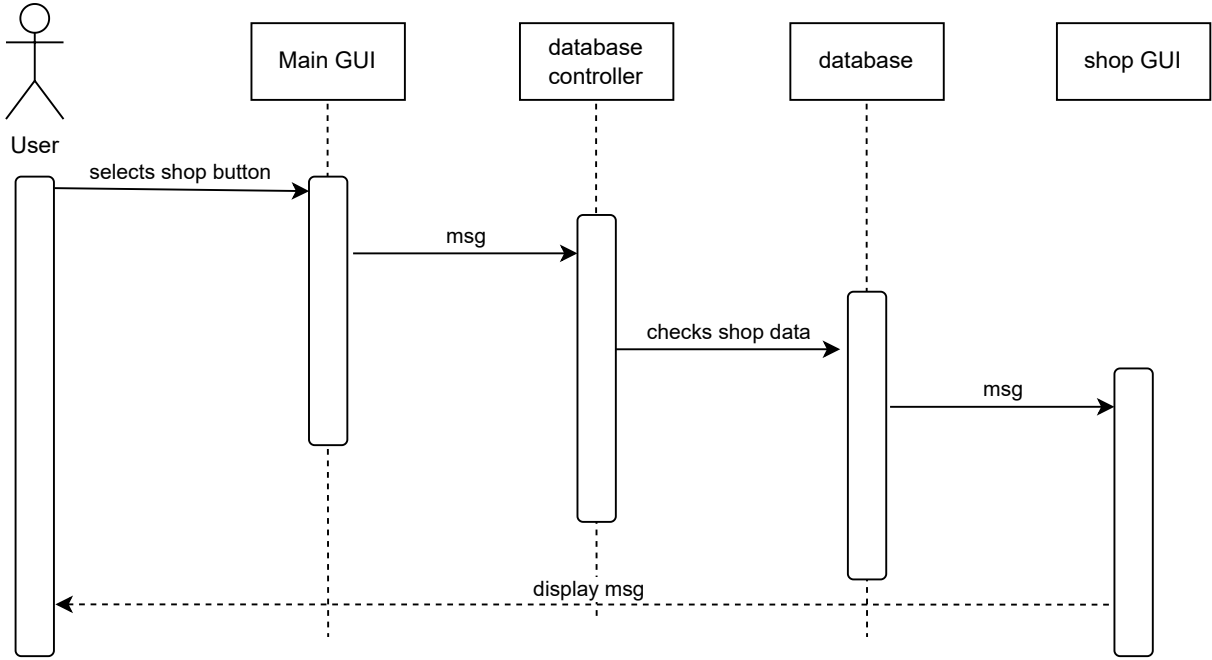 Main GUI
database
controller
database
shop GUI
User
selects shop button
msg
checks shop data
msg
display msg